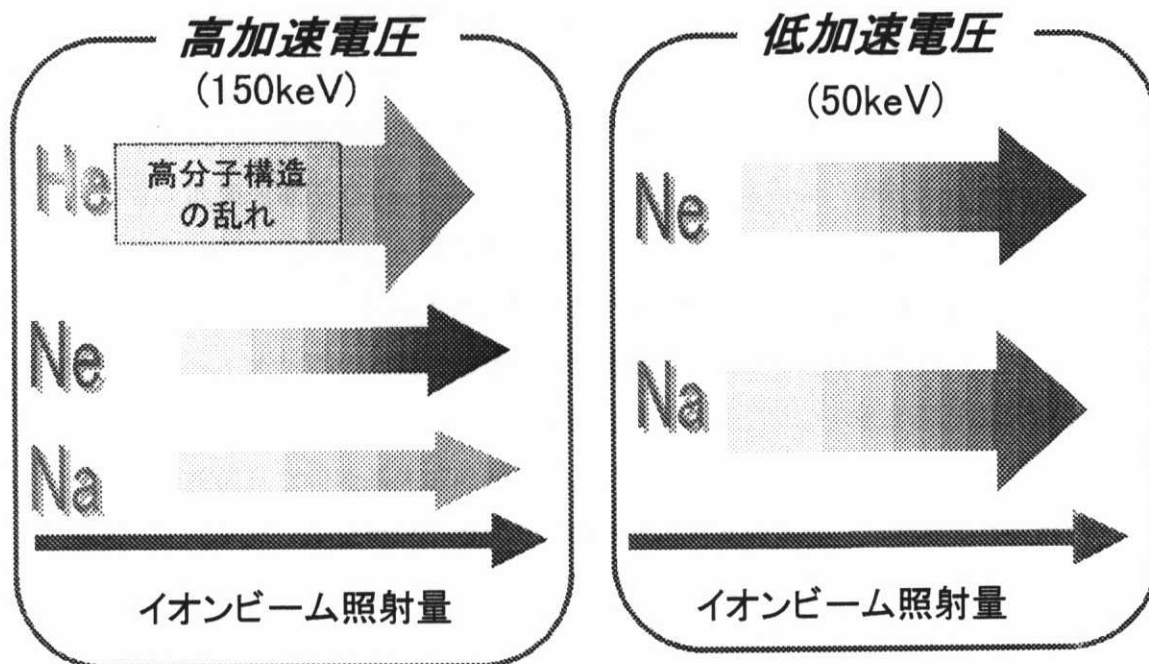 高加速電圧
(150keV)
He
高分子構造
の乱れ
Ne
Na
イオンビーム照射量
低加速電圧
(50keV)
Ne
Na
イオンビーム照射量